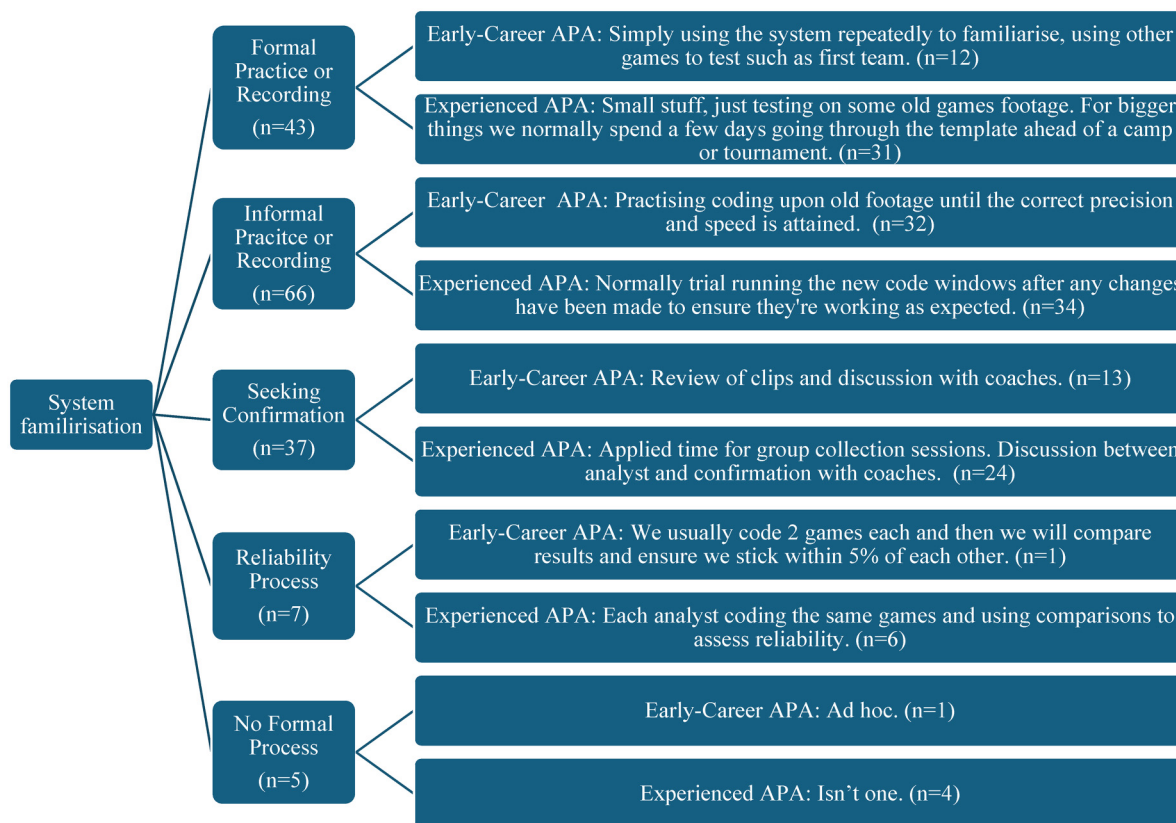 System
familirisation
Formal
Practice or
Recording
(n=43)
Early-Career APA: Simply using the system repeatedly to familiarise, using other
games to test such as first team. (n=12)
Experienced APA: Small stuff, just testing on some old games footage. For bigger
things we normally spend a few days going through the template ahead of a camp
or tournament. (n=31)
Informal
Pracitce or
Recording
(n=66)
Early-Career APA: Practising coding upon old footage until the correct precision
and speed is attained. (n=32)
Experienced APA: Normally trial running the new code windows after any changes
have been made to ensure they're working as expected. (n=34)
Seeking
Confirmation
(n=37)
Early-Career APA: Review of clips and discussion with coaches. (n=13)
Experienced APA: Applied time for group collection sessions. Discussion between
analyst and confirmation with coaches. (n=24)
Reliability
Process
(n=7)
Early-Career APA: We usually code 2 games each and then we will compare
results and ensure we stick within 5% of each other. (n=1)
Experienced APA: Each analyst coding the same games and using comparisons to
assess reliability. (n=6)
No Formal
Process
(n=5)
Early-Career APA: Ad hoc. (n=1)
Experienced APA: Isn’t one. (n=4)